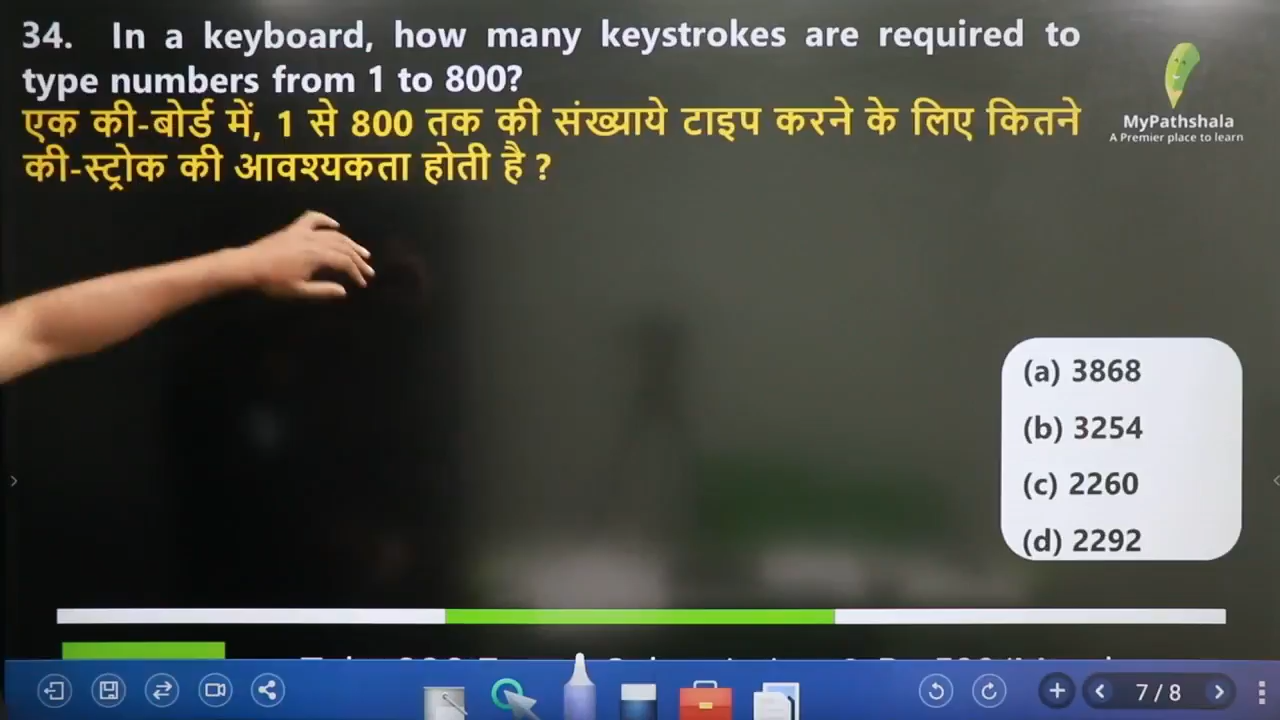 34. In a keyboard, how many keystrokes are required to
type numbers from 1 to 800?
एक की-बोर्ड में, 1 से 800 तक की संख्याये टाइप करने के लिए कितने
की-स्ट्रोक की आवश्यकता होती है ?
MyPathshala
A Premier place to learn
(a) 3868
(b) 3254
(c) 2260
(d) 2292
7 / 8